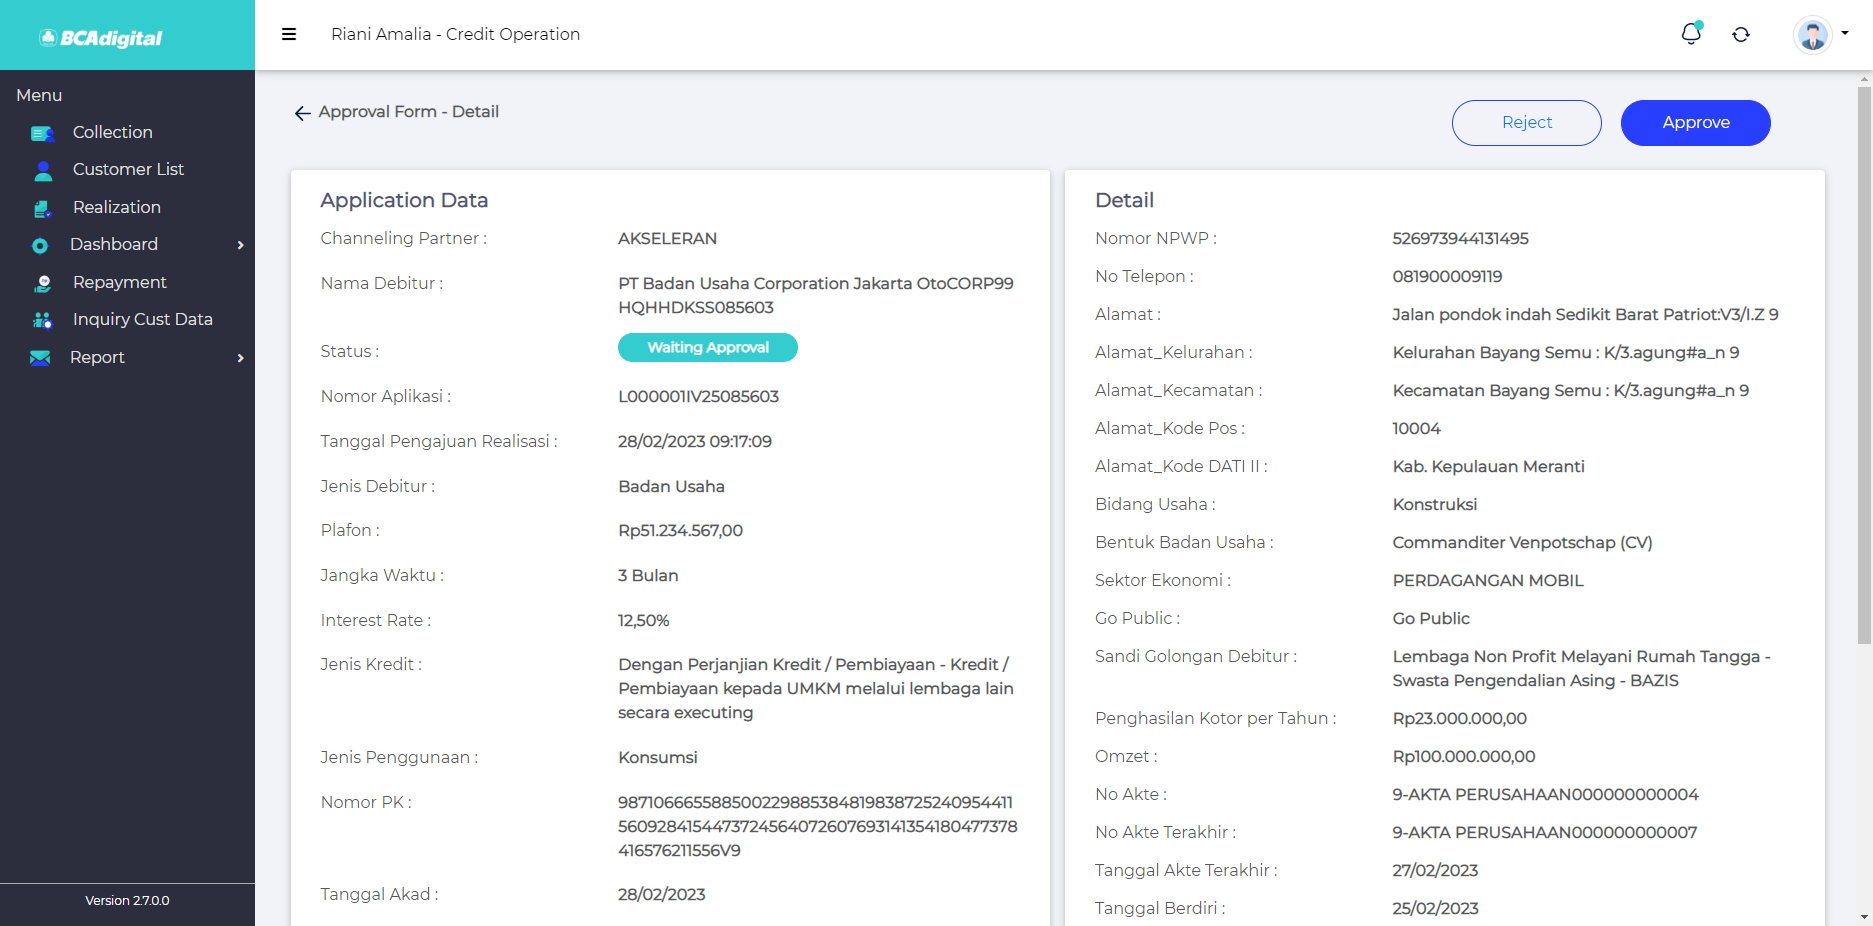 BCAdigital
Riani Amalia - Credit Operation
Menu
Collection
Customer List
Realization
Dashboard
Repayment
Inquiry Cust Data
Report
Version 2.7.0.0
Approval Form - Detail
Reject
Approve
Application Data
Channeling Partner : AKSELERAN
Nama Debitur : PT Badan Usaha Corporation Jakarta OtoCORP99
HQHHDKSS085603
Status : Waiting Approval
Nomor Aplikasi : L000001IV25085603
Tanggal Pengajuan Realisasi : 28/02/2023 09:17:09
Jenis Debitur : Badan Usaha
Plafon : Rp51.234.567,00
Jangka Waktu : 3 Bulan
Interest Rate : 12,50%
Jenis Kredit : Dengan Perjanjian Kredit / Pembiayaan - Kredit /
Pembiayaan kepada UMKM melalui lembaga lain
secara executing
Jenis Penggunaan : Konsumsi
Nomor PK : 987106665588500229885384819838725240954411
5609284154473724564072607693141354180477378
416576211556V9
Tanggal Akad : 28/02/2023
Detail
Nomor NPWP : 526973944131495
No Telepon : 081900009119
Alamat : Jalan pondok indah Sedikit Barat Patriot:V3/I.Z 9
Alamat_Kelurahan : Kelurahan Bayang Semu : K/3.agung#a_n 9
Alamat_Kecamatan : Kecamatan Bayang Semu : K/3.agung#a_n 9
Alamat_Kode Pos : 10004
Alamat_Kode DATI II : Kab. Kepulauan Meranti
Bidang Usaha : Konstruksi
Bentuk Badan Usaha : Commanditer Venpotschap (CV)
Sektor Ekonomi : PERDAGANGAN MOBIL
Go Public : Go Public
Sandi Golongan Debitur : Lembaga Non Profit Melayani Rumah Tangga -
Swasta Pengendalian Asing - BAZIS
Penghasilan Kotor per Tahun : Rp23.000.000,00
Omzet : Rp100.000.000,00
No Akte : 9-AKTA PERUSAHAAN000000000004
No Akte Terakhir : 9-AKTA PERUSAHAAN000000000007
Tanggal Akte Terakhir : 27/02/2023
Tanggal Berdiri : 25/02/2023